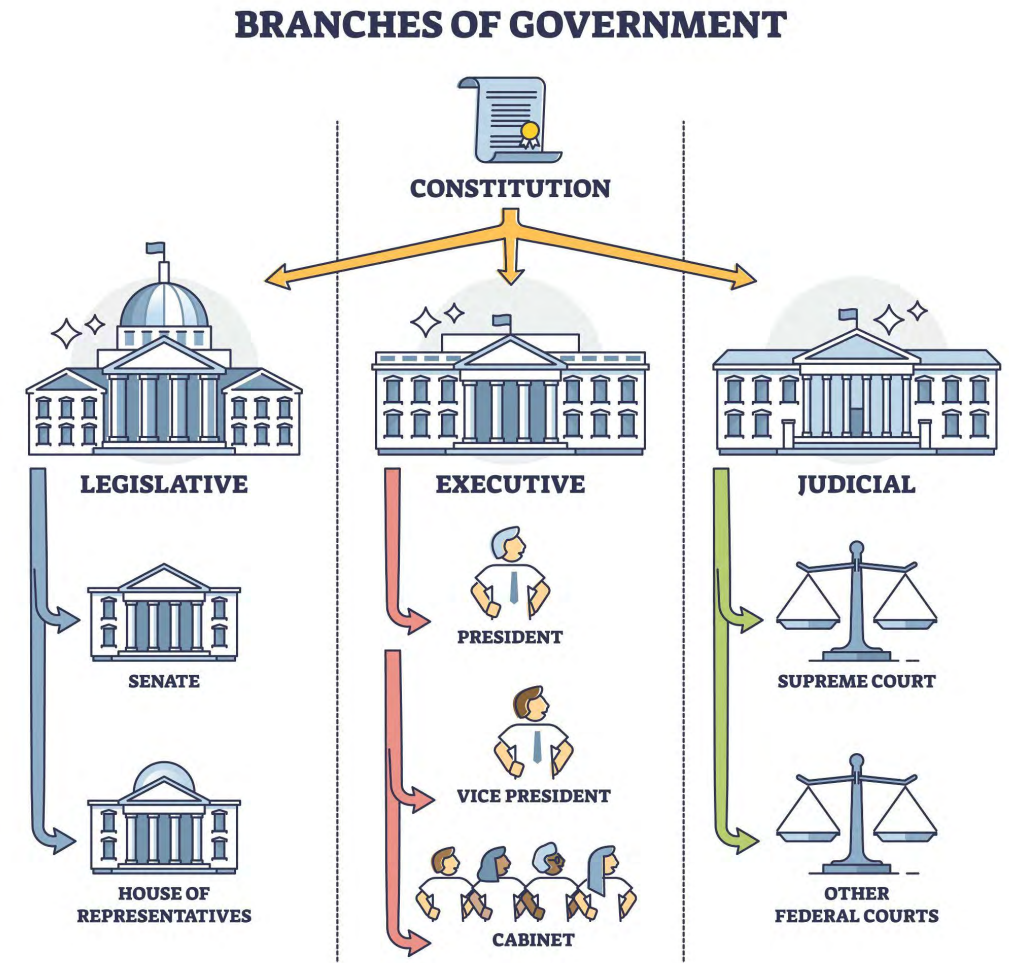 BRANCHES OF GOVERNMENT
CONSTITUTION
LEGISLATIVE
SENATE
HOUSE OF
REPRESENTATIVES
EXECUTIVE
PRESIDENT
VICE PRESIDENT
CABINET
JUDICIAL
SUPREME COURT
OTHER
FEDERAL COURTS